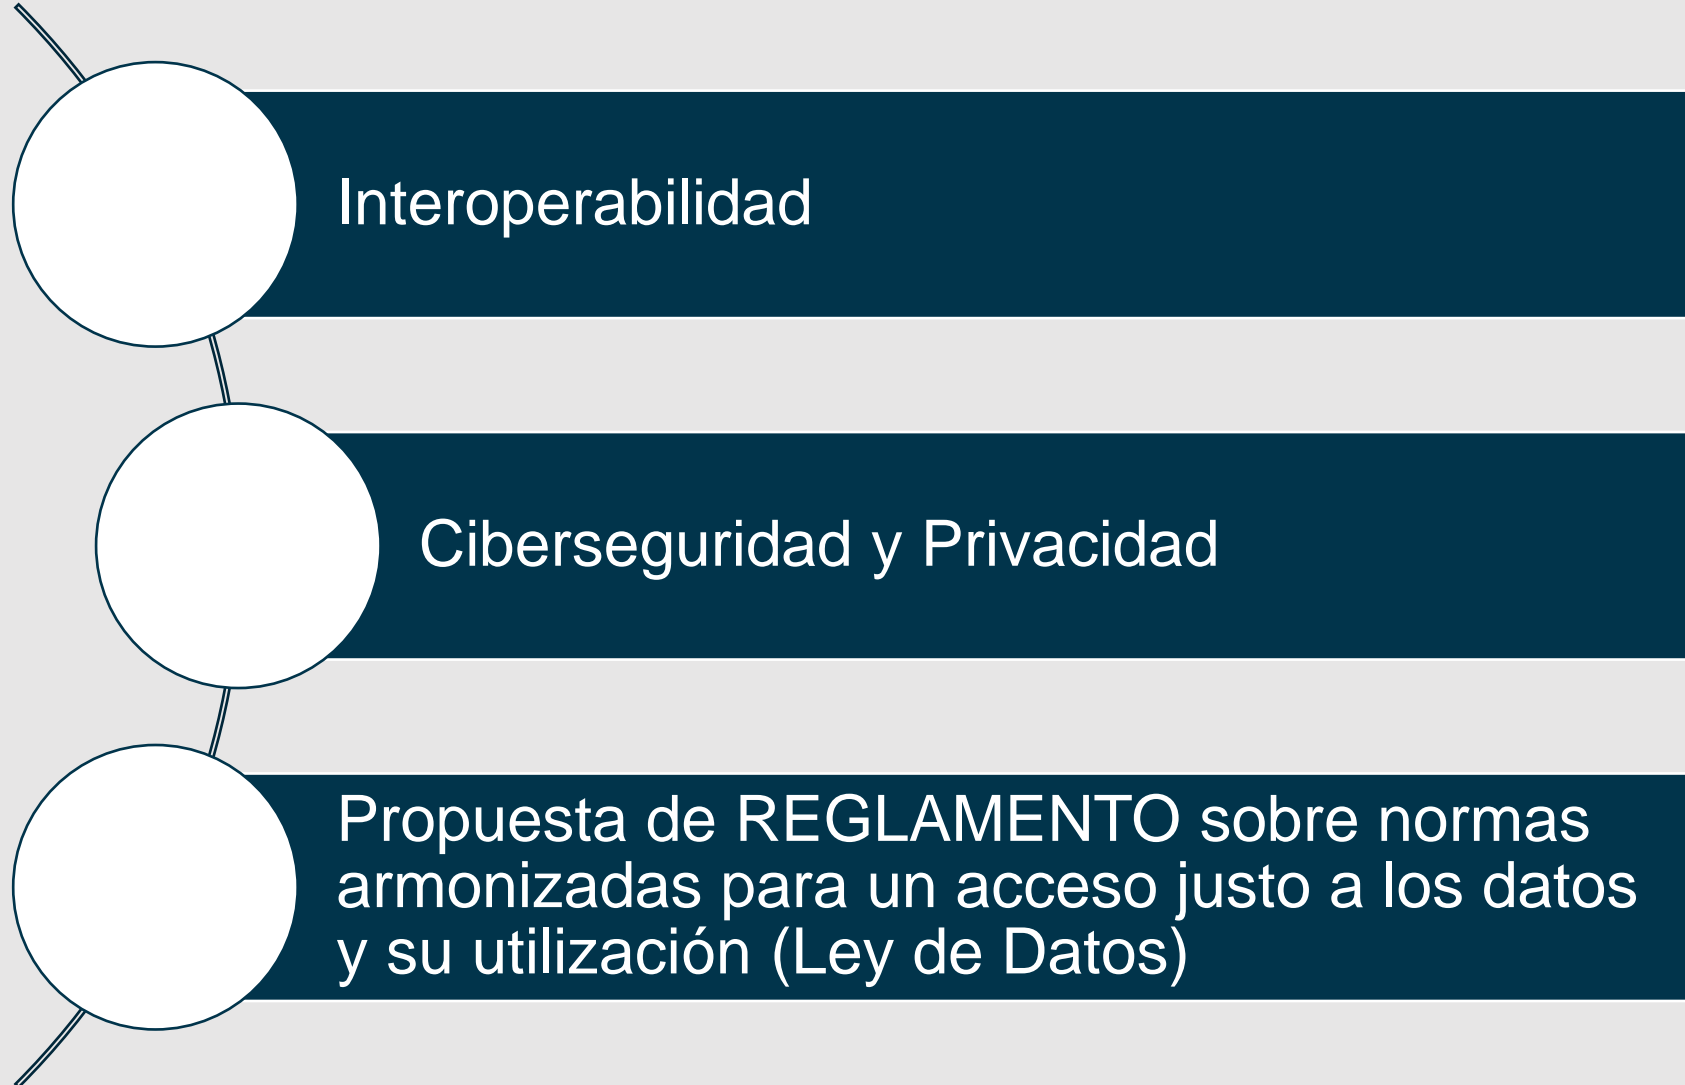 Interoperabilidad
Ciberseguridad y Privacidad
Propuesta de REGLAMENTO sobre normas
armonizadas para un acceso justo a los datos
y su utilización (Ley de Datos)